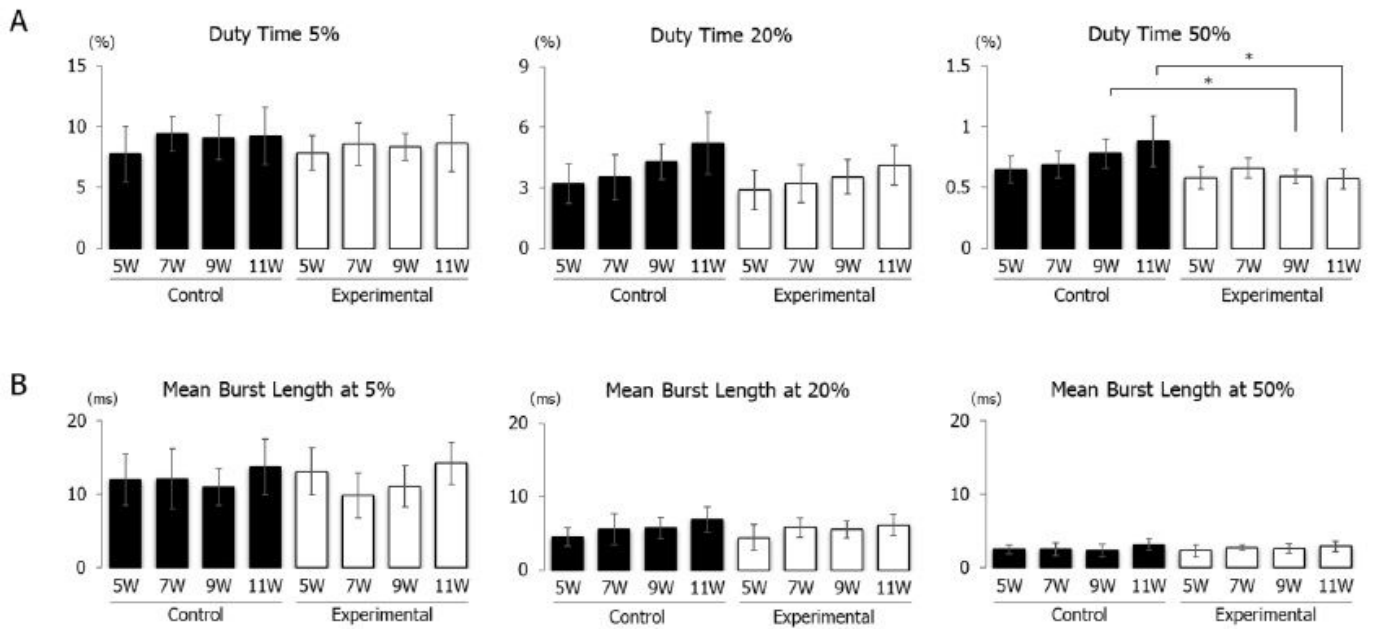 A
Duty Time 5%
Duty Time 20%
Duty Time 50%
(%)
(%)
(%)
15
10
5
0
9
6
3
0
1.5
1
0.5
0
*
*
5W 7W 9W 11W 5W 7W 9W 11W
Control Experimental
5W 7W 9W 11W 5W 7W 9W 11W
Control Experimental
5W 7W 9W 11W 5W 7W 9W 11W
Control Experimental
B
Mean Burst Length at 5%
Mean Burst Length at 20%
Mean Burst Length at 50%
(ms)
(ms)
(ms)
20
10
0
20
10
0
20
10
0
5W 7W 9W 11W 5W 7W 9W 11W
Control Experimental
5W 7W 9W 11W 5W 7W 9W 11W
Control Experimental
5W 7W 9W 11W 5W 7W 9W 11W
Control Experimental